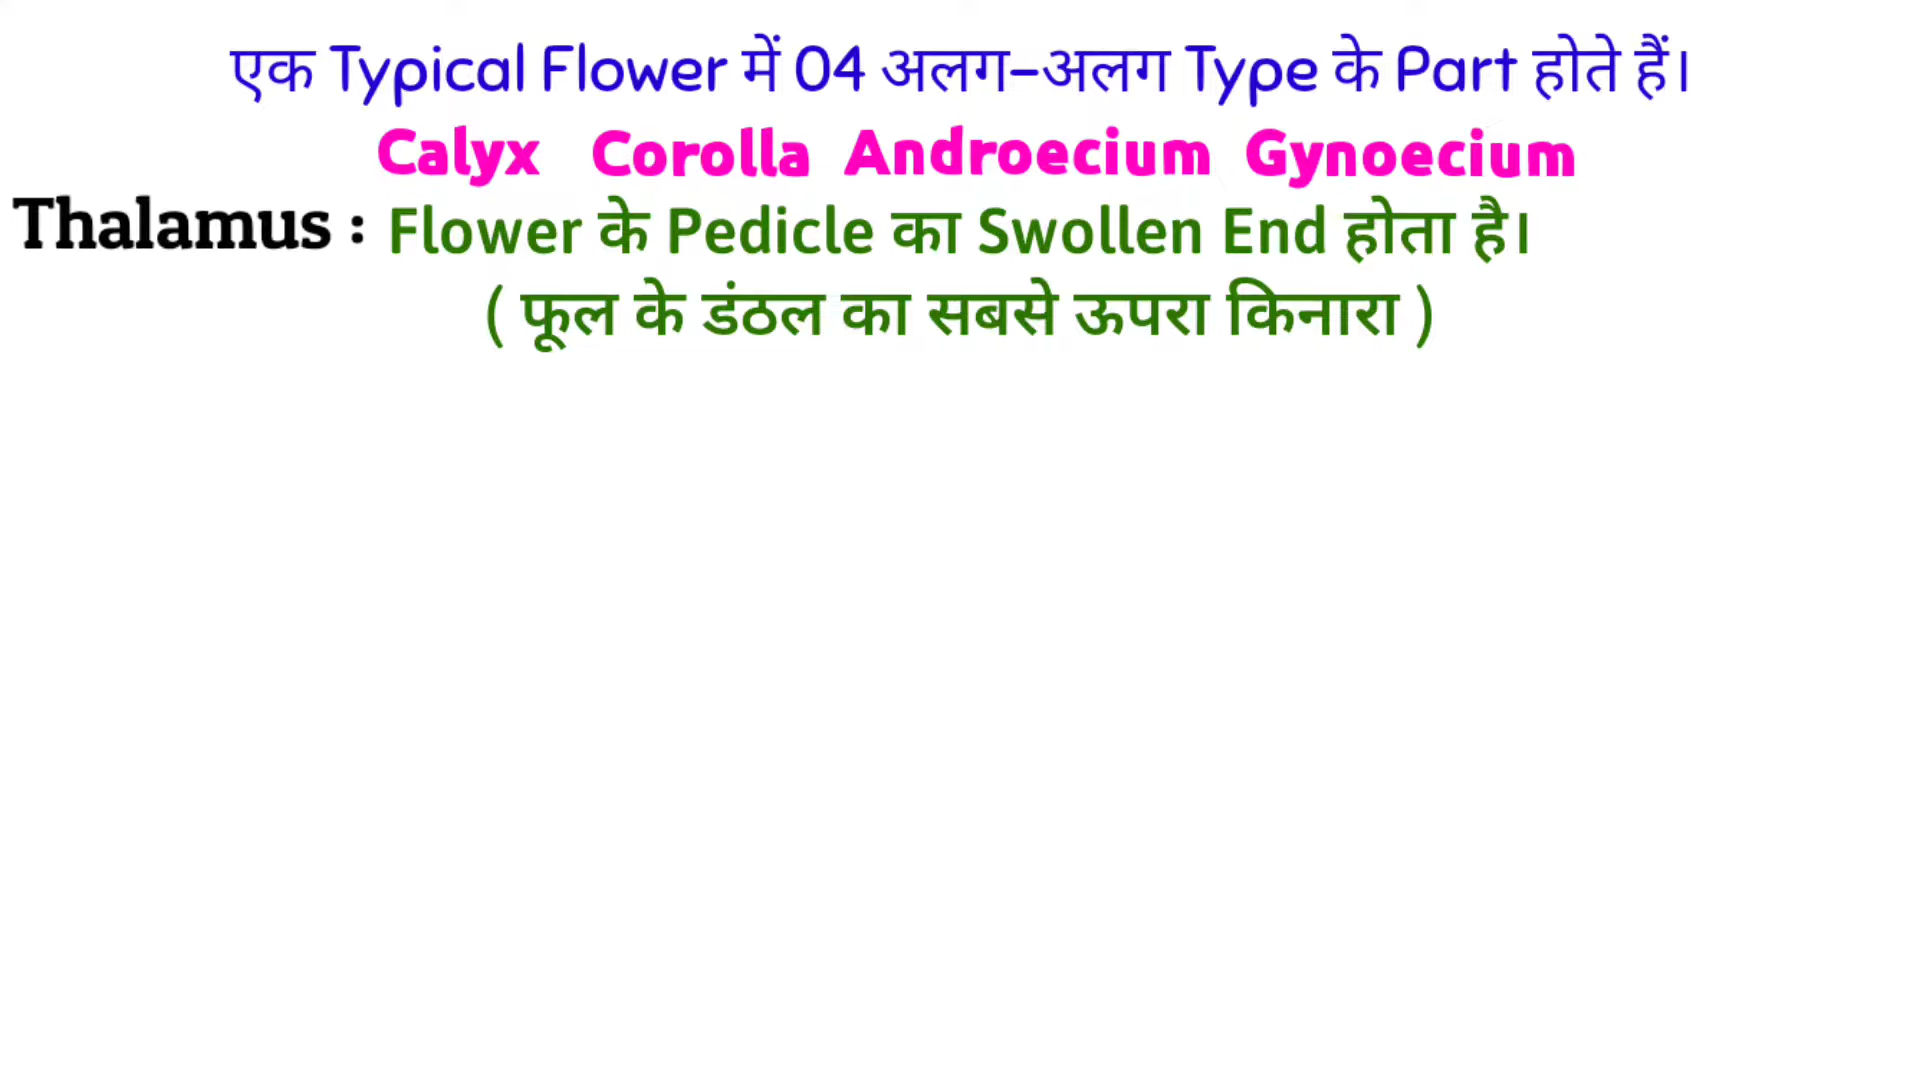 एक Typical Flower में 04 अलग-अलग Type के Part होते हैं।
Calyx Corolla Androecium Gynoecium
Thalamus : Flower के Pedicle का Swollen End होता है।
( फूल के डंठल का सबसे ऊपरा किनारा )